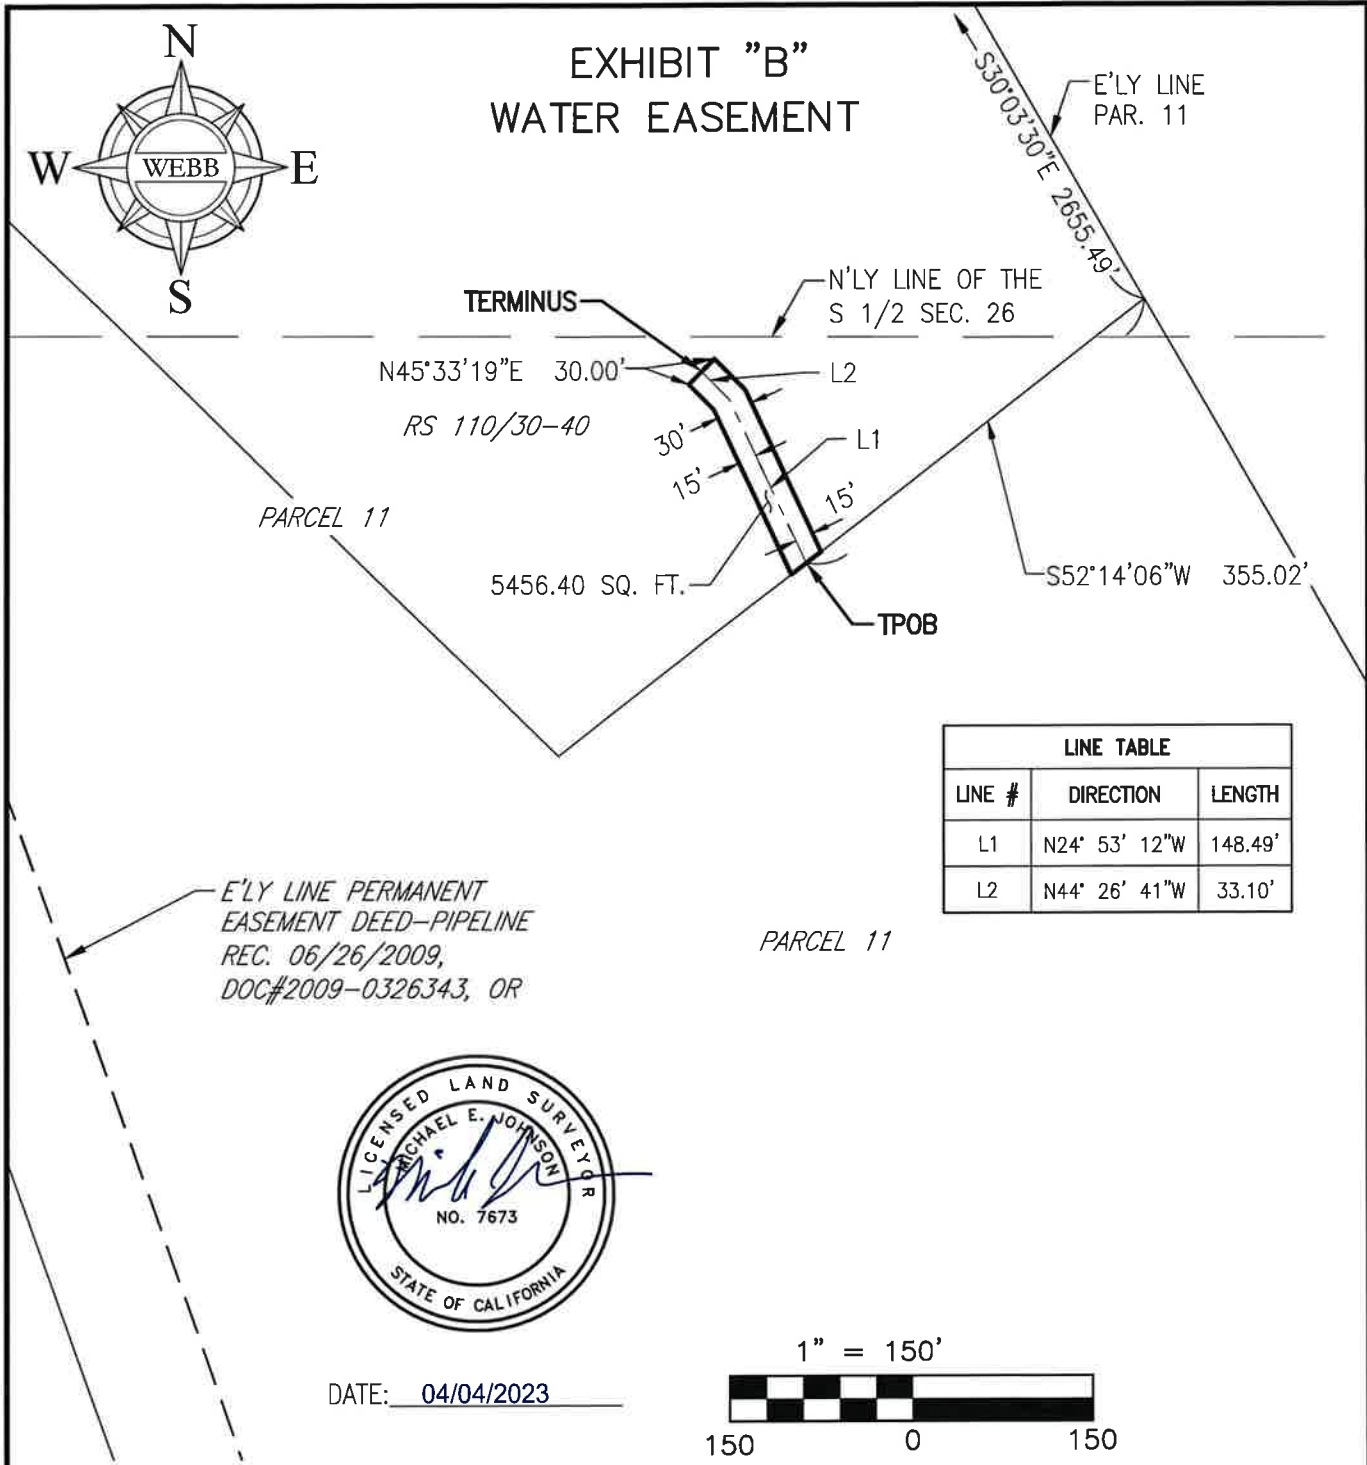 N
W
WEBB
E
S
EXHIBIT "B"
WATER EASEMENT
S30°03'30"E 2655.49'
E'LY LINE
PAR. 11
N'LY LINE OF THE
S 1/2 SEC. 26
TERMINUS
N45°33'19"E 30.00'
L2
RS 110/30-40
30'
L1
15'
15'
PARCEL 11
5456.40 SQ. FT.
S52°14'06"W 355.02'
TPOB
LINE TABLE
LINE # DIRECTION LENGTH
L1 N24° 53' 12"W 148.49'
L2 N44° 26' 41"W 33.10'
E'LY LINE PERMANENT
EASEMENT DEED-PIPELINE
REC. 06/26/2009,
DOC#2009-0326343, OR
PARCEL 11
LICENSED LAND SURVEYOR
MICHAEL E. JOHNSON
NO. 7673
STATE OF CALIFORNIA
DATE: 04/04/2023
1" = 150'
150 0 150